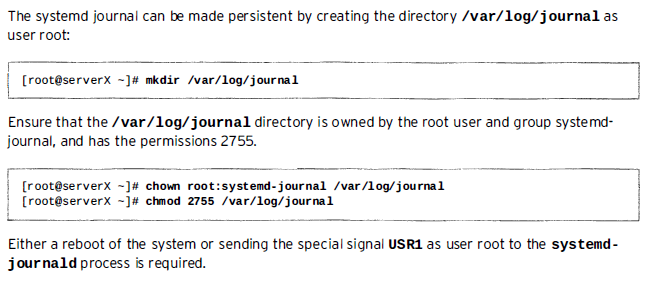 The systemd journal can be made persistent by creating the directory /var/log/journal as
user root:
[root@serverX ~]# mkdir /var/log/journal
Ensure that the /var/log/journal directory is owned by the root user and group systemd-
journal, and has the permissions 2755.
[root@serverX ~]# chown root:systemd-journal /var/log/journal
[root@serverX ~]# chmod 2755 /var/log/journal
Either a reboot of the system or sending the special signal USR1 as user root to the systemd-
journald process is required.